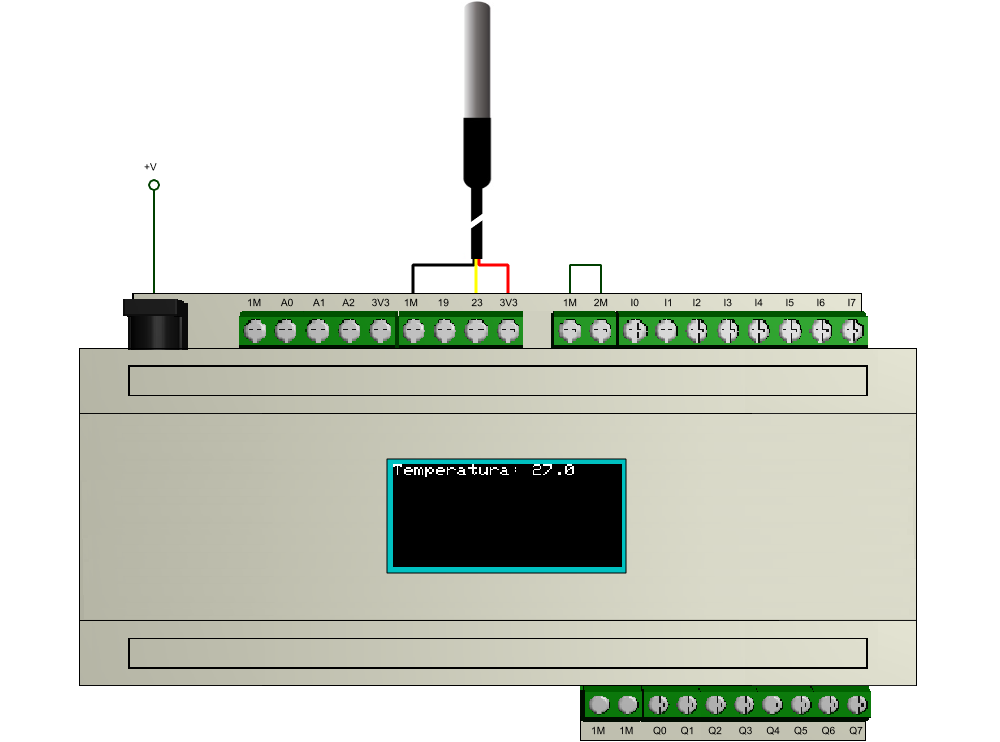 +V
1M A0 A1 A2 3V3 1M 19 23 3V3 1M 2M I0 I1 I2 I3 I4 I5 I6 I7
Temperatura: 27.0
1M 1M Q0 Q1 Q2 Q3 Q4 Q5 Q6 Q7